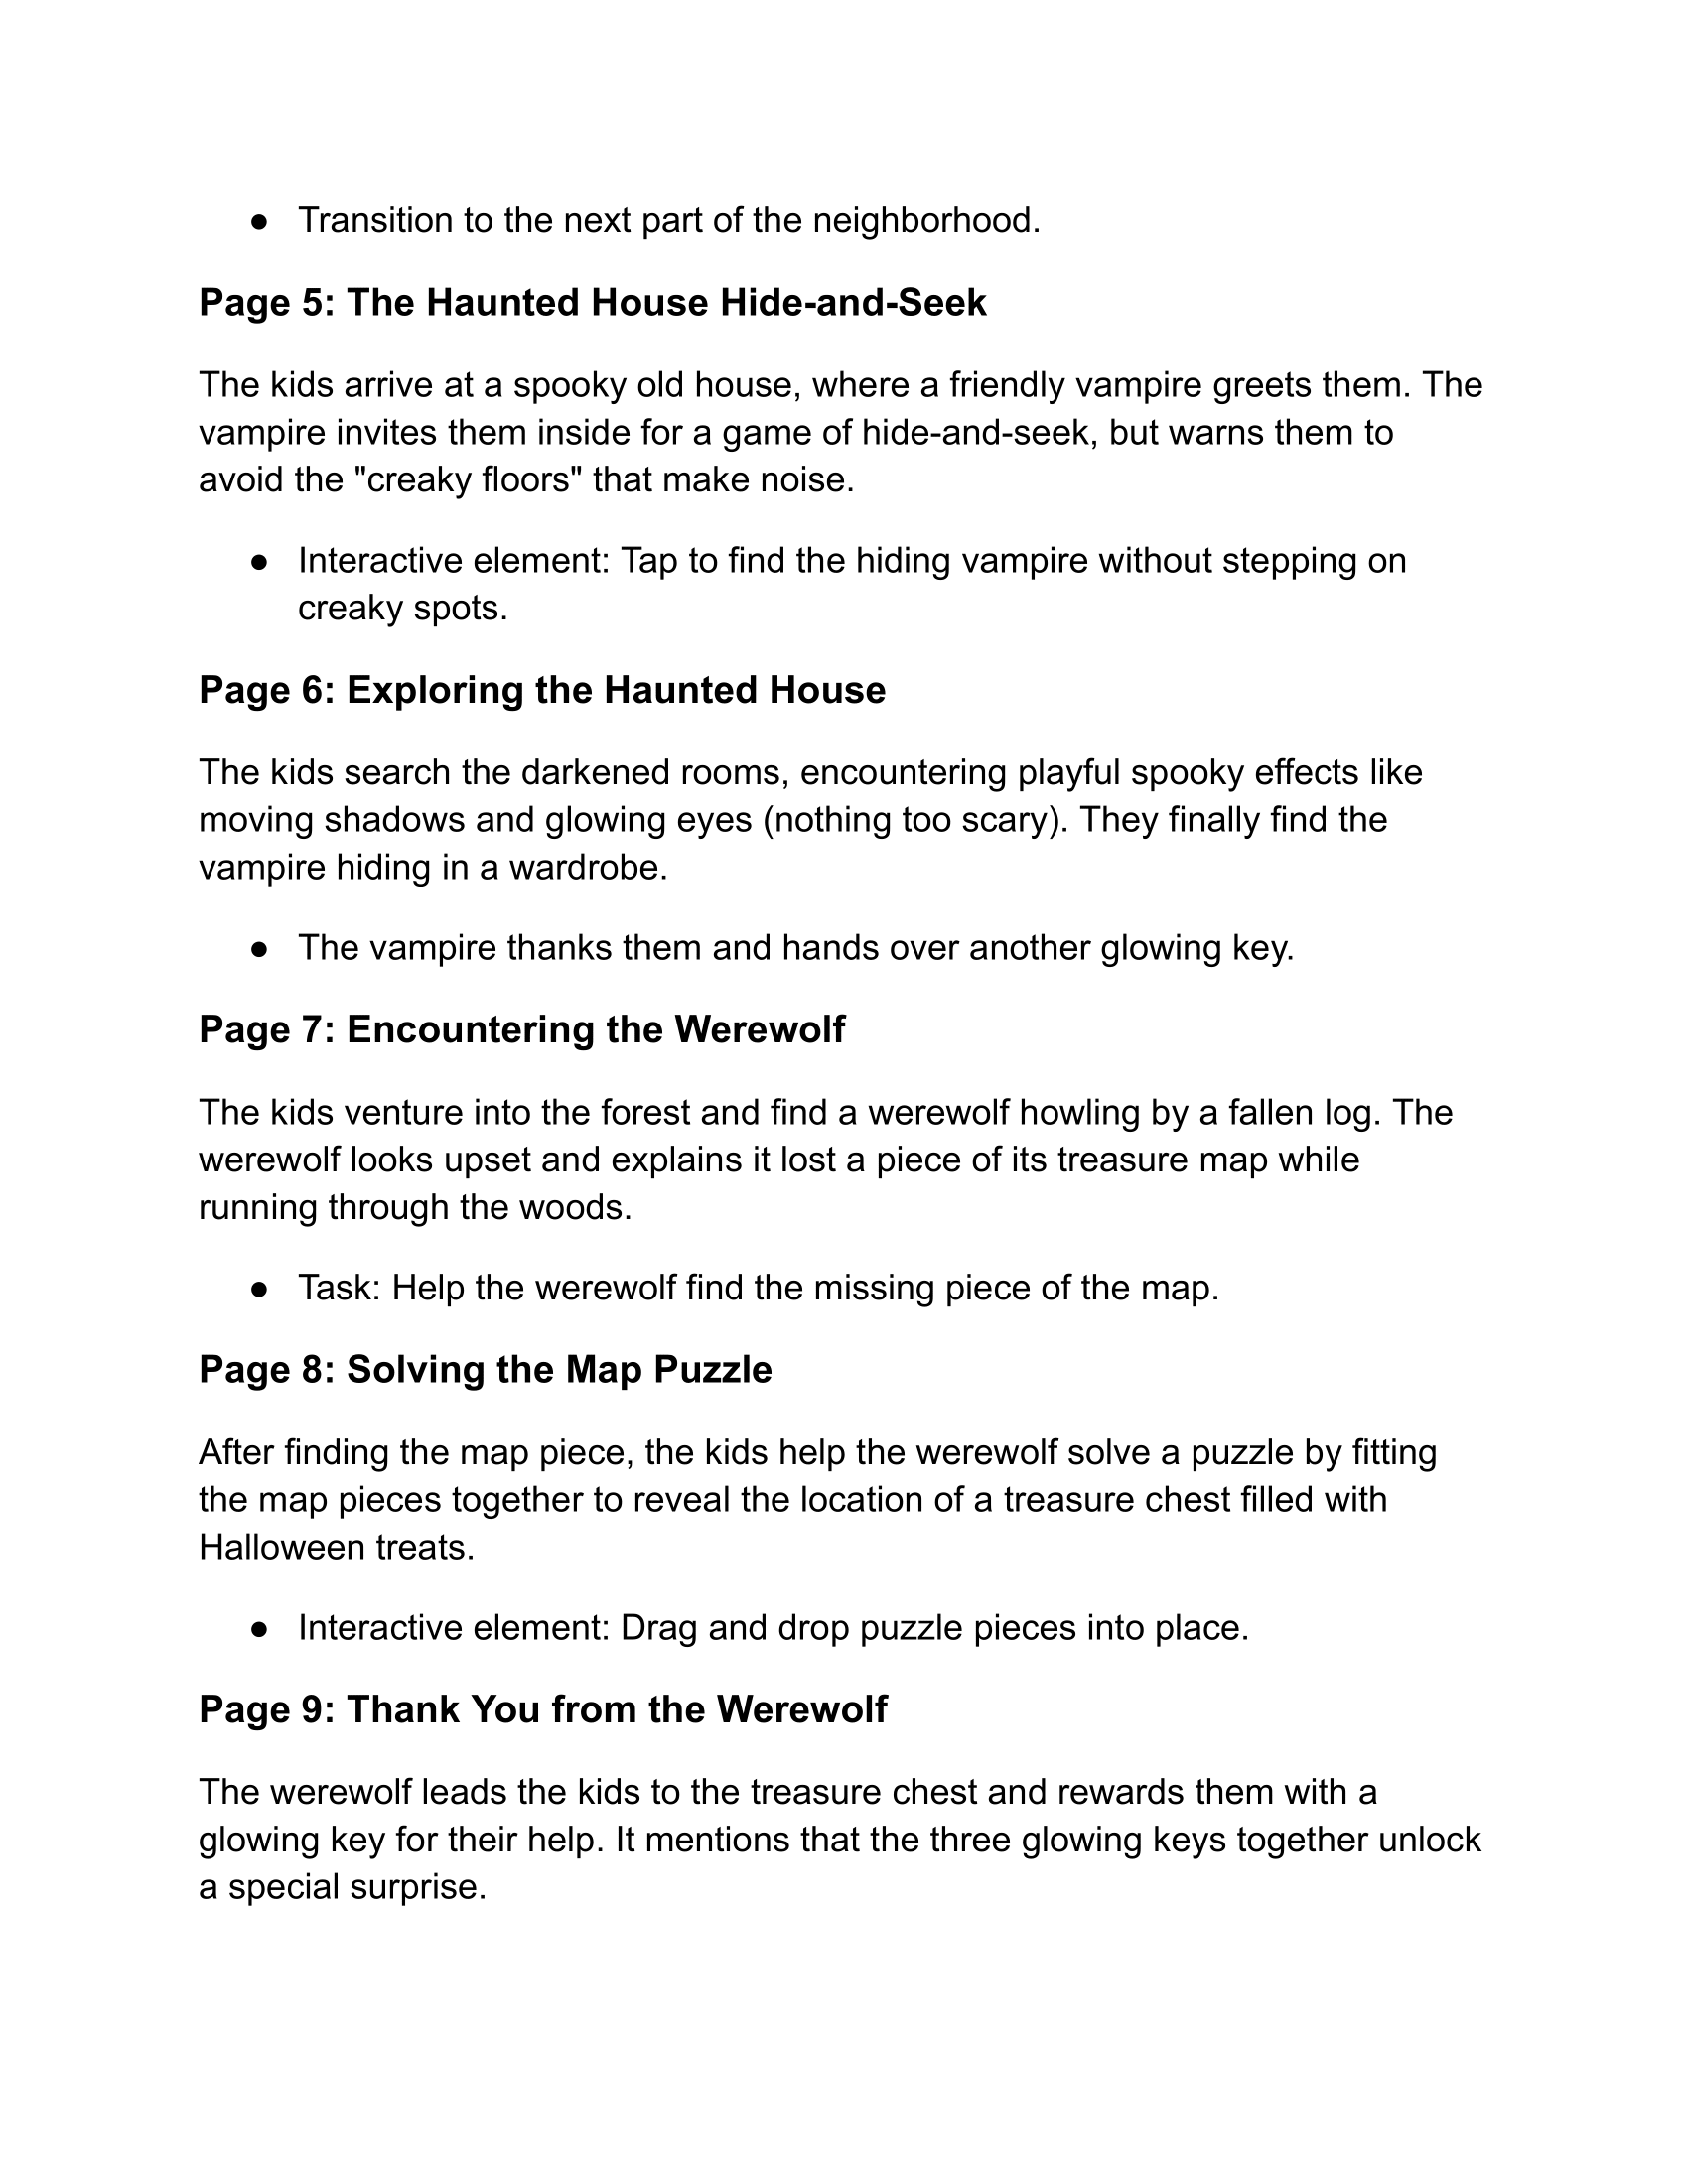 ● Transition to the next part of the neighborhood.
Page 5: The Haunted House Hide-and-Seek
The kids arrive at a spooky old house, where a friendly vampire greets them. The
vampire invites them inside for a game of hide-and-seek, but warns them to
avoid the "creaky floors" that make noise.
● Interactive element: Tap to find the hiding vampire without stepping on
creaky spots.
Page 6: Exploring the Haunted House
The kids search the darkened rooms, encountering playful spooky effects like
moving shadows and glowing eyes (nothing too scary). They finally find the
vampire hiding in a wardrobe.
● The vampire thanks them and hands over another glowing key.
Page 7: Encountering the Werewolf
The kids venture into the forest and find a werewolf howling by a fallen log. The
werewolf looks upset and explains it lost a piece of its treasure map while
running through the woods.
● Task: Help the werewolf find the missing piece of the map.
Page 8: Solving the Map Puzzle
After finding the map piece, the kids help the werewolf solve a puzzle by fitting
the map pieces together to reveal the location of a treasure chest filled with
Halloween treats.
● Interactive element: Drag and drop puzzle pieces into place.
Page 9: Thank You from the Werewolf
The werewolf leads the kids to the treasure chest and rewards them with a
glowing key for their help. It mentions that the three glowing keys together unlock
a special surprise.